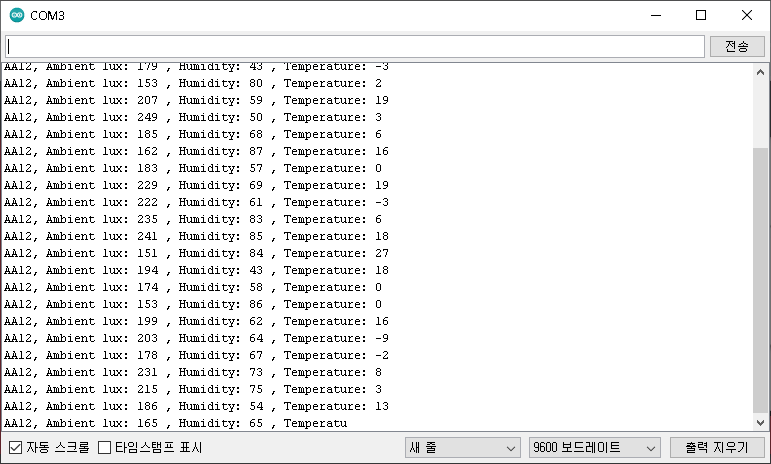 COM3
전송
AA12, Ambient lux: 179 , Humidity: 43 , Temperature: -3
AA12, Ambient lux: 153 , Humidity: 80 , Temperature: 2
AA12, Ambient lux: 207 , Humidity: 59 , Temperature: 19
AA12, Ambient lux: 249 , Humidity: 50 , Temperature: 3
AA12, Ambient lux: 185 , Humidity: 68 , Temperature: 6
AA12, Ambient lux: 162 , Humidity: 87 , Temperature: 16
AA12, Ambient lux: 183 , Humidity: 57 , Temperature: 0
AA12, Ambient lux: 229 , Humidity: 69 , Temperature: 19
AA12, Ambient lux: 222 , Humidity: 61 , Temperature: -3
AA12, Ambient lux: 235 , Humidity: 83 , Temperature: 6
AA12, Ambient lux: 241 , Humidity: 85 , Temperature: 18
AA12, Ambient lux: 151 , Humidity: 84 , Temperature: 27
AA12, Ambient lux: 194 , Humidity: 43 , Temperature: 18
AA12, Ambient lux: 174 , Humidity: 58 , Temperature: 0
AA12, Ambient lux: 153 , Humidity: 86 , Temperature: 0
AA12, Ambient lux: 199 , Humidity: 62 , Temperature: 16
AA12, Ambient lux: 203 , Humidity: 64 , Temperature: -9
AA12, Ambient lux: 178 , Humidity: 67 , Temperature: -2
AA12, Ambient lux: 231 , Humidity: 73 , Temperature: 8
AA12, Ambient lux: 215 , Humidity: 75 , Temperature: 3
AA12, Ambient lux: 186 , Humidity: 54 , Temperature: 13
AA12, Ambient lux: 165 , Humidity: 65 , Temperatu
자동 스크롤 타임스탬프 표시 새 줄 9600 보드레이트 출력 지우기